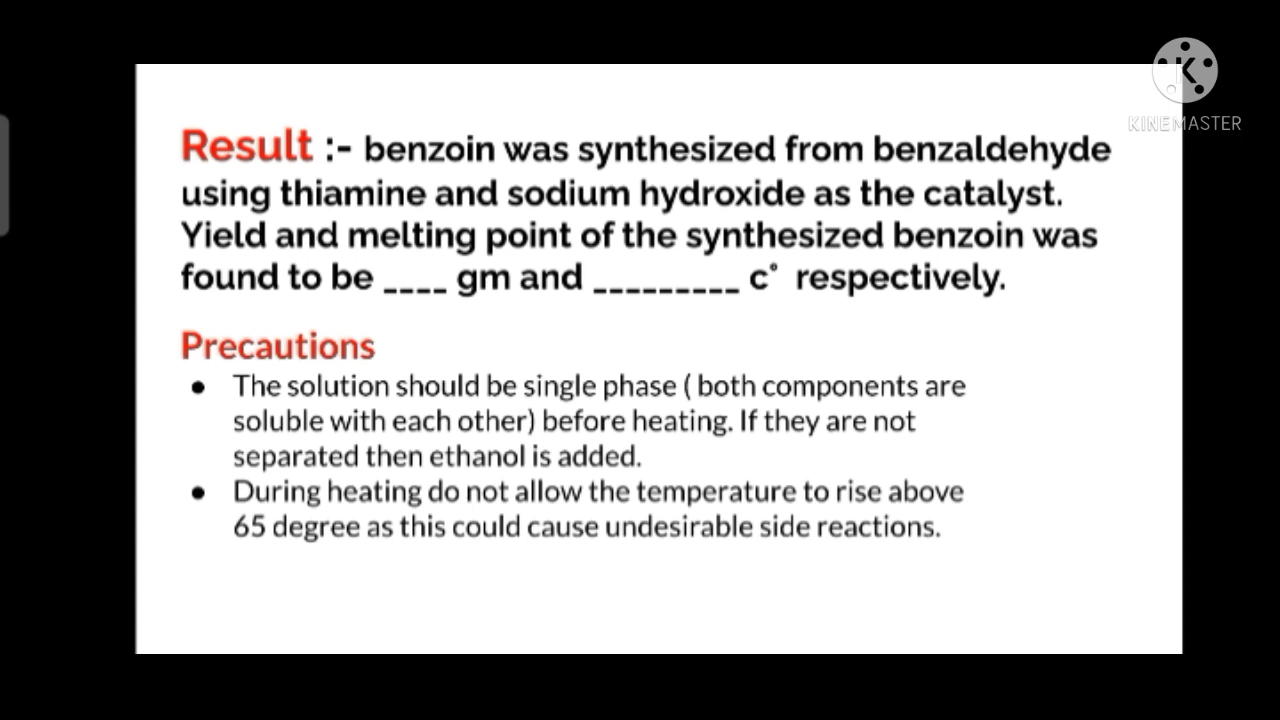 K
KINEMASTER
Result :- benzoin was synthesized from benzaldehyde
using thiamine and sodium hydroxide as the catalyst.
Yield and melting point of the synthesized benzoin was
found to be ____ gm and _________ c° respectively.
Precautions
● The solution should be single phase ( both components are
soluble with each other) before heating. If they are not
separated then ethanol is added.
● During heating do not allow the temperature to rise above
65 degree as this could cause undesirable side reactions.